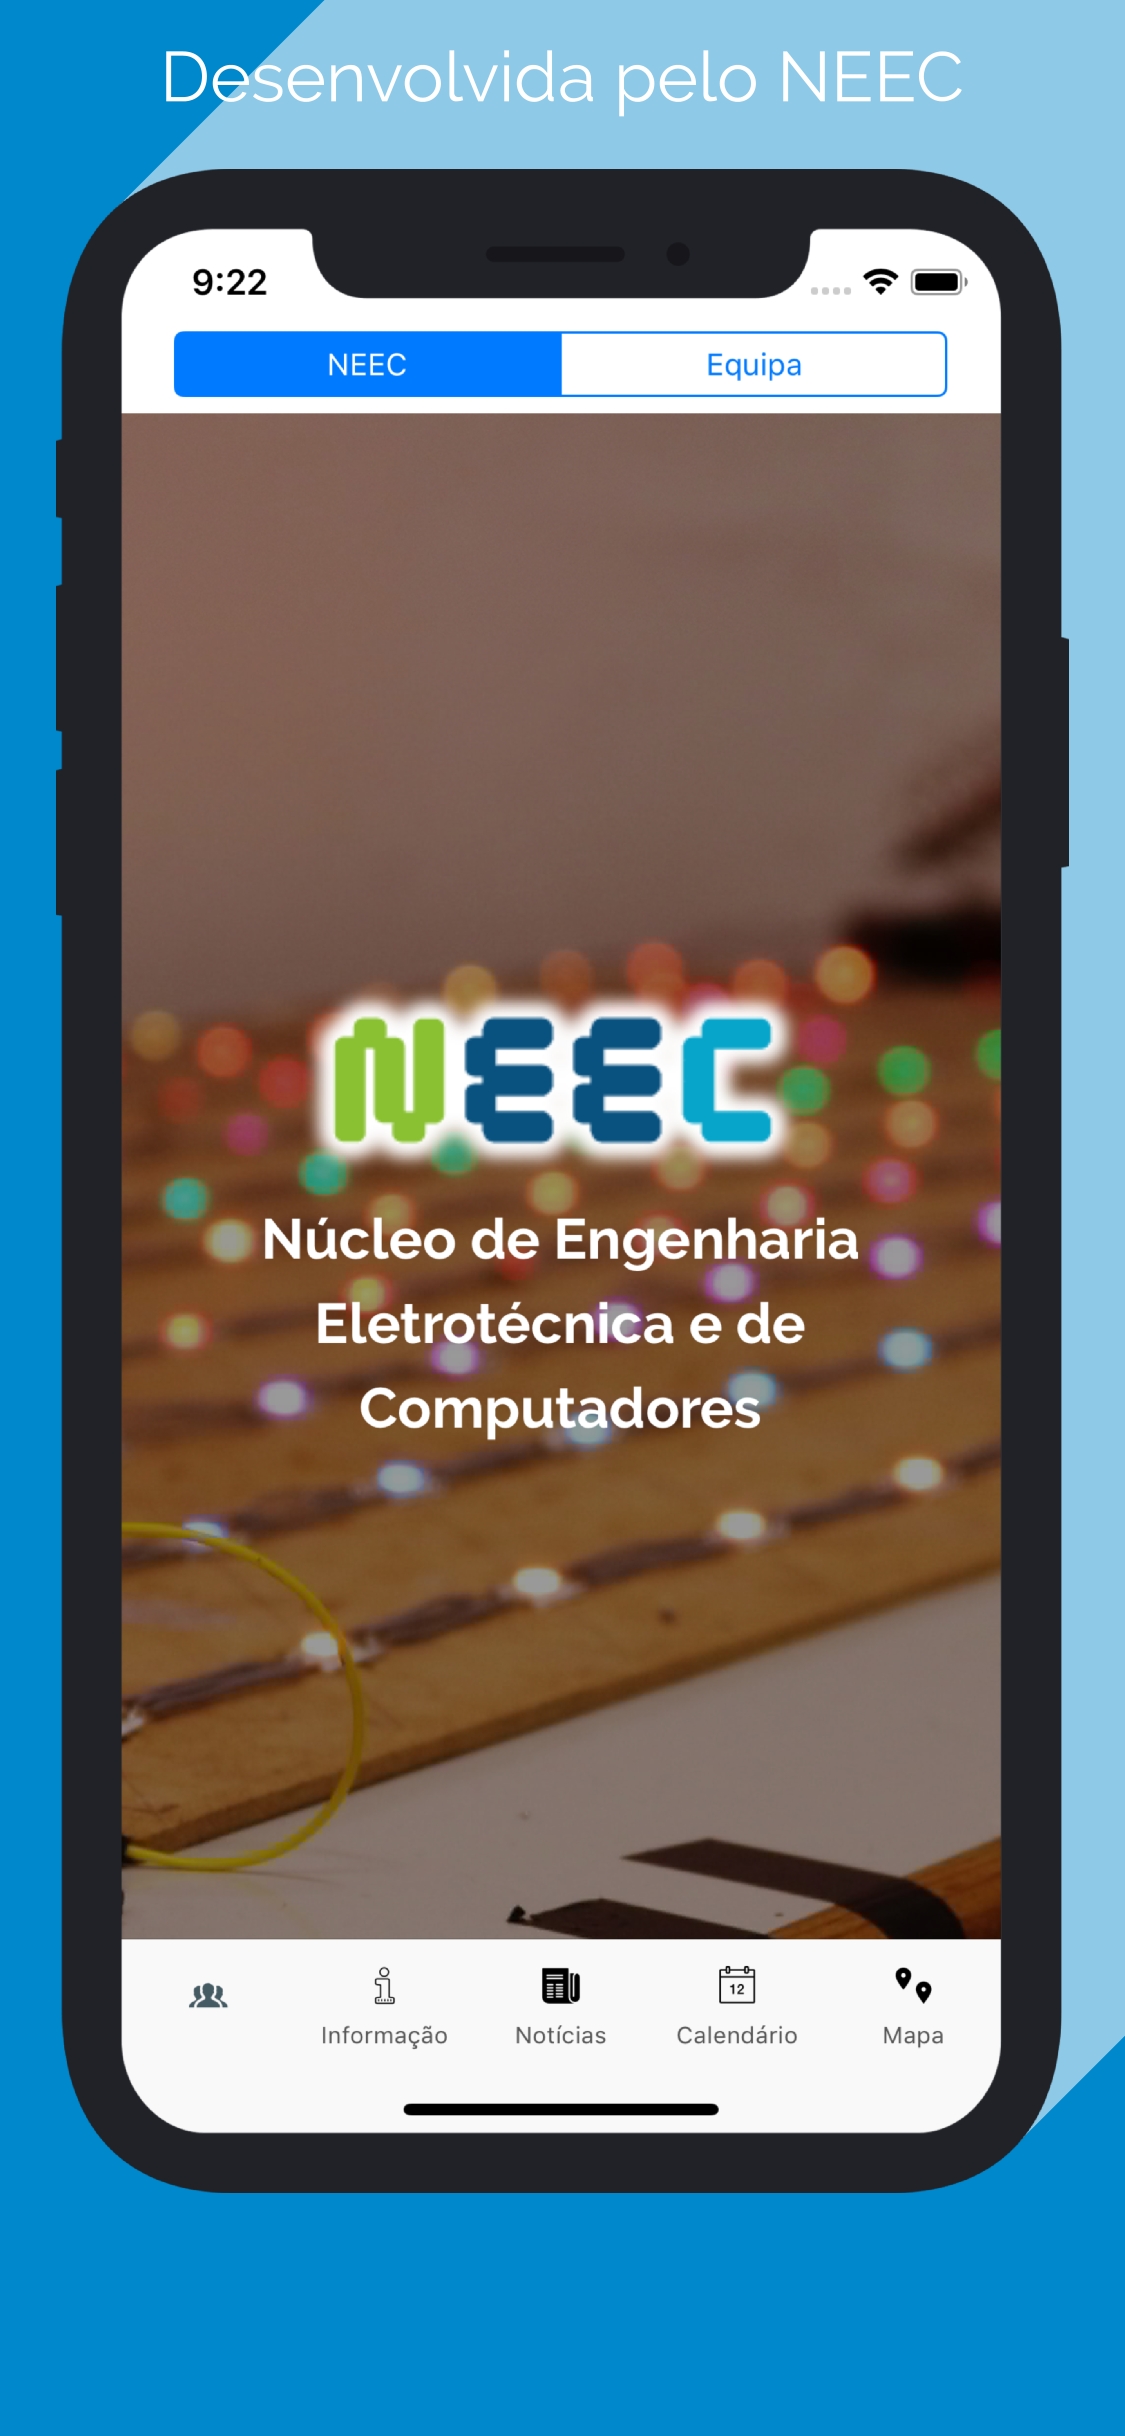 Desenvolvida pelo NEEC
9:22
NEEC
Equipa
NEEC
Núcleo de Engenharia
Eletrotécnica e de
Computadores
12
Informação
Notícias
Calendário
Mapa